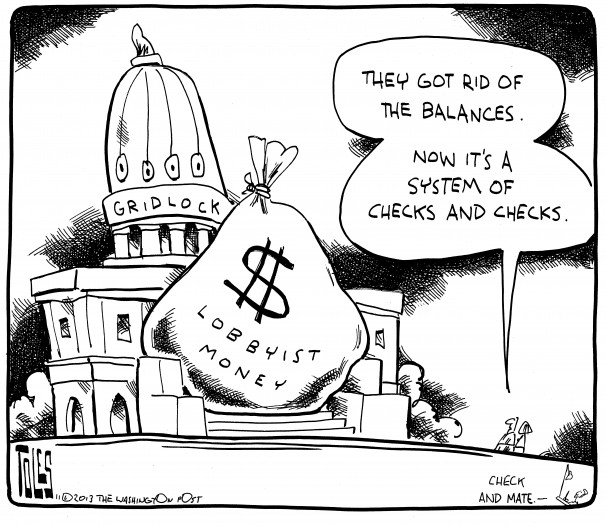 THEY GOT RID OF
THE BALANCES.
NOW IT'S A
SYSTEM OF
CHECKS AND CHECKS.
GRIDLOCK
$
LOBBYIST
MONEY
TOLES
©2013 THE WASHINGTON POST
CHECK
AND MATE.—